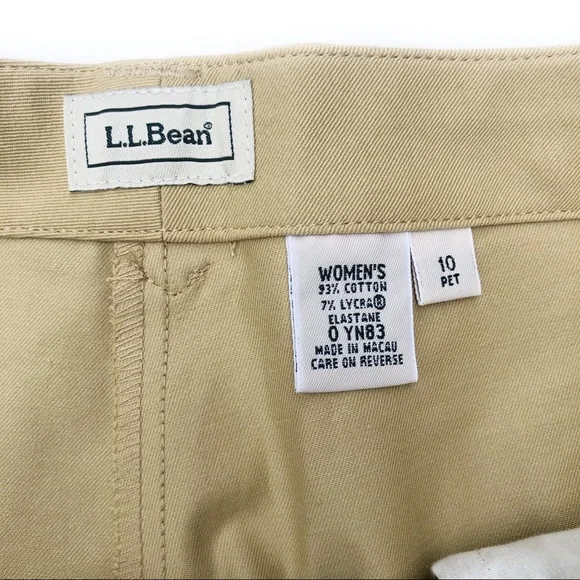 L.L.Bean®
WOMEN'S
93% COTTON
7% LYCRA®
ELASTANE
0 YN83
MADE IN MACAU
CARE ON REVERSE
10
PET